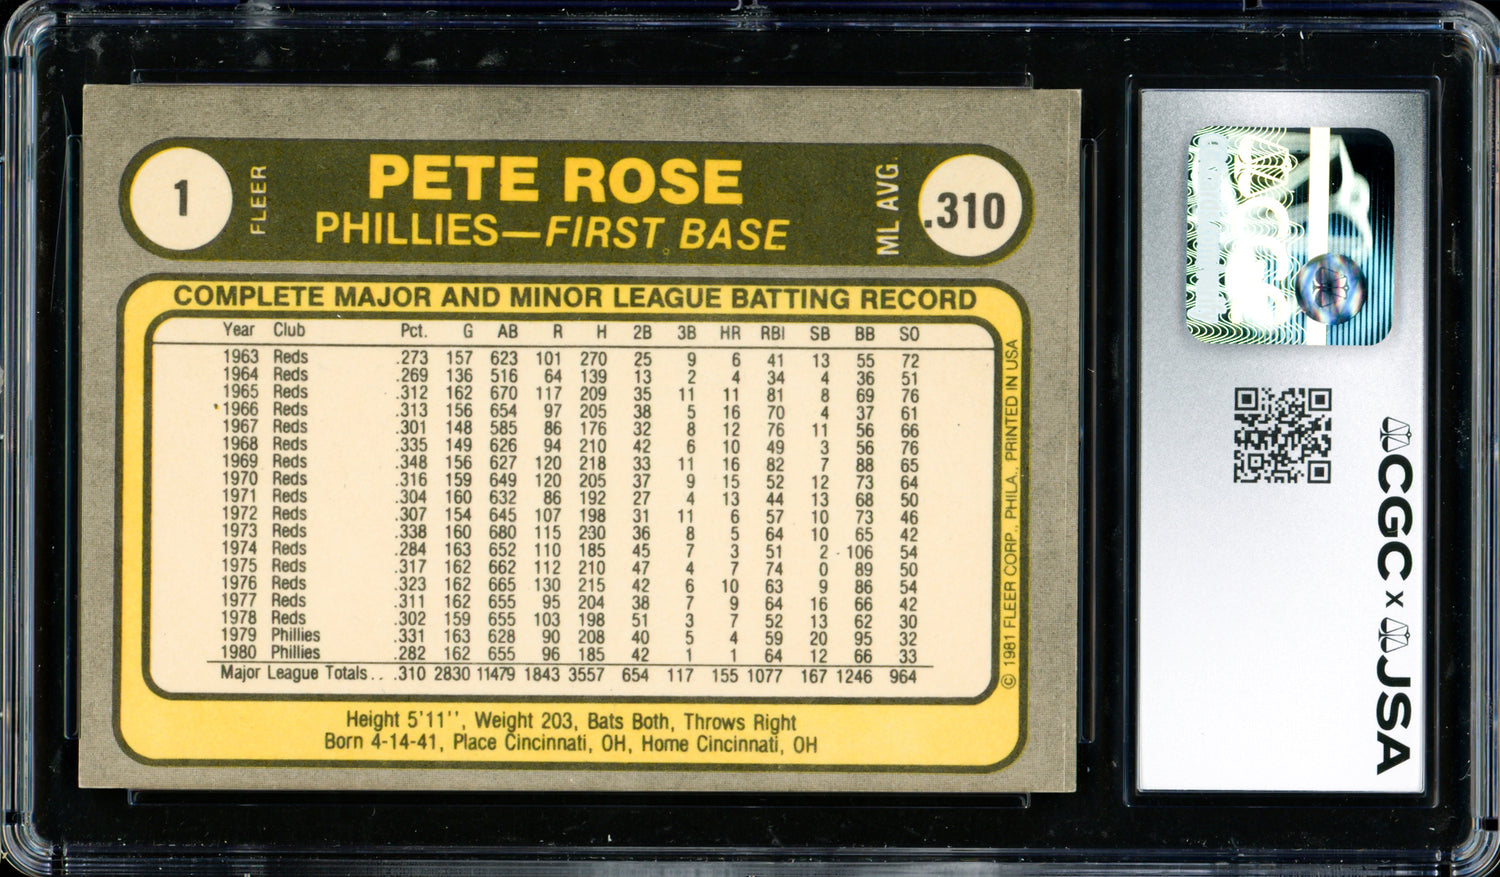 1
FLEER
PETE ROSE
PHILLIES—FIRST BASE
ML AVG.
.310
COMPLETE MAJOR AND MINOR LEAGUE BATTING RECORD
Year Club Pct. G AB R H 2B 3B HR RBI SB BB SO
1963 Reds .273 157 623 101 270 25 9 6 41 13 55 72
1964 Reds .269 136 516 64 139 13 2 4 34 4 36 51
1965 Reds .312 162 670 117 209 35 11 11 81 8 69 76
1966 Reds .313 156 654 97 205 38 5 16 70 4 37 61
1967 Reds .301 148 585 86 176 32 8 12 76 11 56 66
1968 Reds .335 149 626 94 210 42 6 10 49 3 56 76
1969 Reds .348 156 627 120 218 33 11 16 82 7 88 65
1970 Reds .316 159 649 120 205 37 9 15 52 12 73 64
1971 Reds .304 160 632 86 192 27 4 13 44 13 68 50
1972 Reds .307 154 645 107 198 31 11 6 57 10 73 46
1973 Reds .338 160 680 115 230 36 8 5 64 10 65 42
1974 Reds .284 163 652 110 185 45 7 3 51 2 106 54
1975 Reds .317 162 662 112 210 47 4 7 74 0 89 50
1976 Reds .323 162 665 130 215 42 6 10 63 9 86 54
1977 Reds .311 162 655 95 204 38 7 9 64 16 66 42
1978 Reds .302 159 655 103 198 51 3 7 52 13 62 30
1979 Phillies .331 163 628 90 208 40 5 4 59 20 95 32
1980 Phillies .282 162 655 96 185 42 1 1 64 12 66 33
Major League Totals... .310 2830 11479 1843 3557 654 117 155 1077 167 1246 964
© 1981 FLEER CORP., PHILA., PRINTED IN USA
Height 5'11'', Weight 203, Bats Both, Throws Right
Born 4-14-41, Place Cincinnati, OH, Home Cincinnati, OH
CGC x JSA